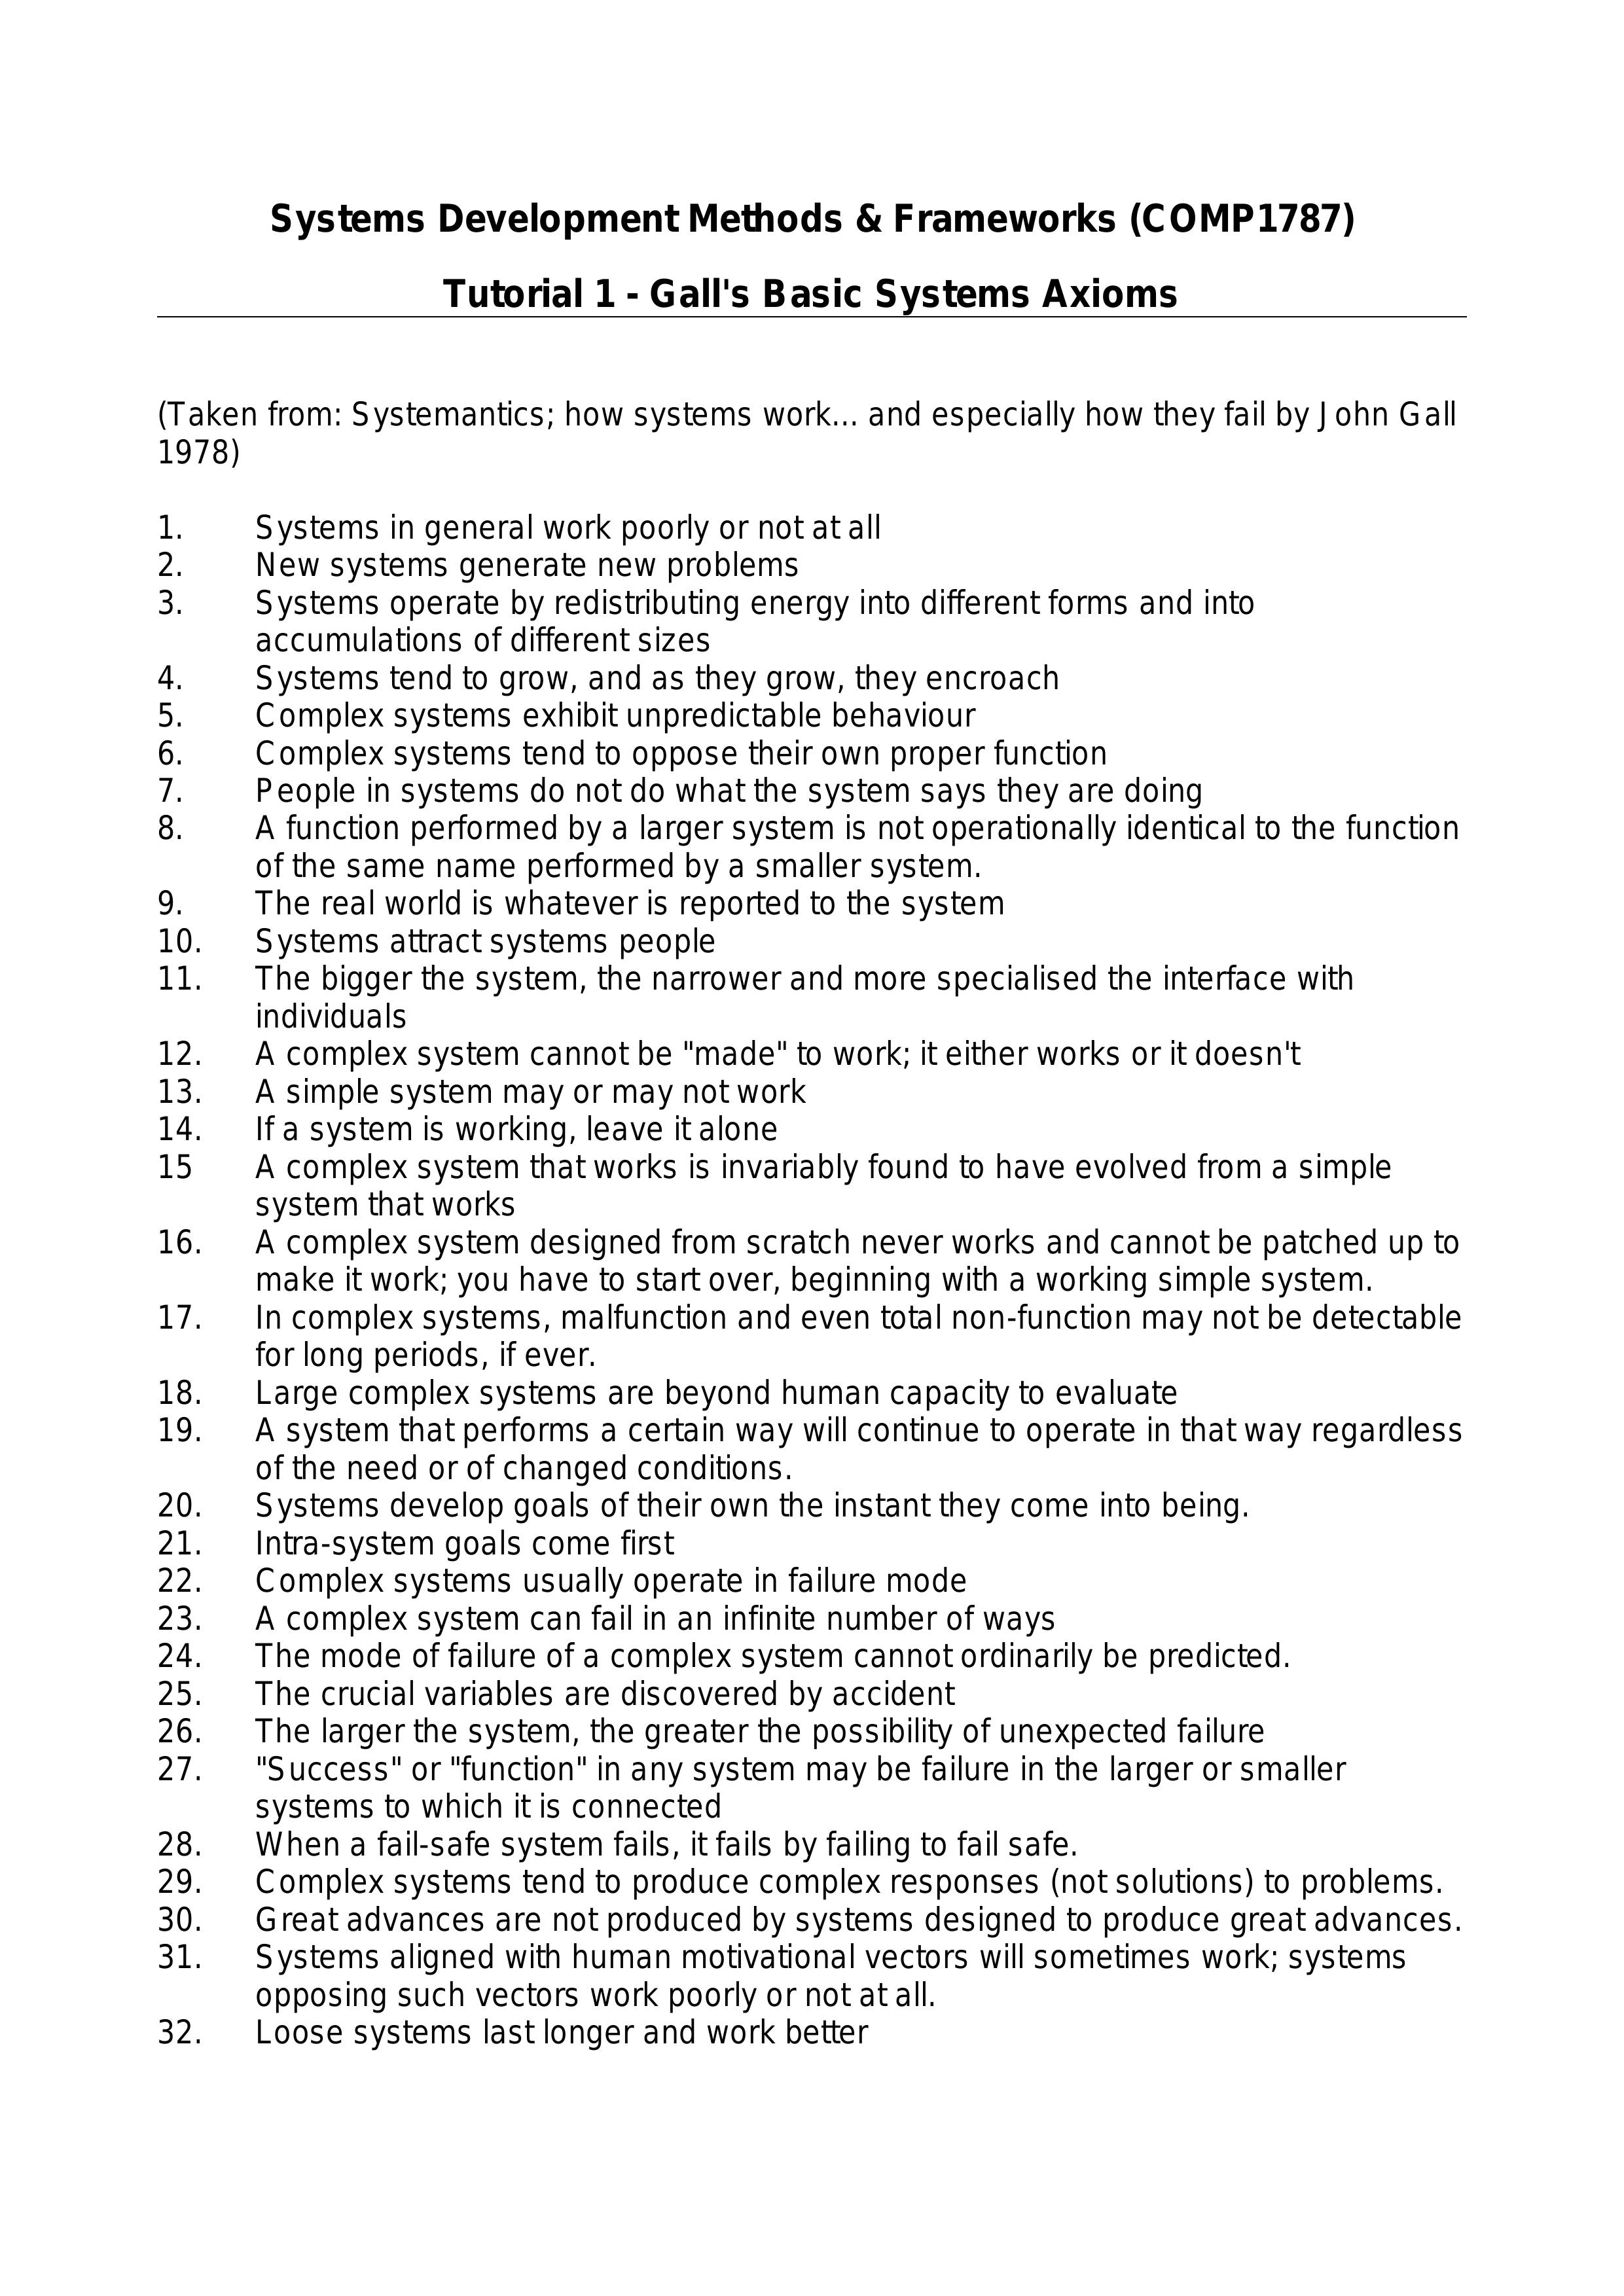 Systems Development Methods & Frameworks (COMP1787)
Tutorial 1 - Gall's Basic Systems Axioms
(Taken from: Systemantics; how systems work... and especially how they fail by John Gall
1978)
1. Systems in general work poorly or not at all
2. New systems generate new problems
3. Systems operate by redistributing energy into different forms and into
accumulations of different sizes
4. Systems tend to grow, and as they grow, they encroach
5. Complex systems exhibit unpredictable behaviour
6. Complex systems tend to oppose their own proper function
7. People in systems do not do what the system says they are doing
8. A function performed by a larger system is not operationally identical to the function
of the same name performed by a smaller system.
9. The real world is whatever is reported to the system
10. Systems attract systems people
11. The bigger the system, the narrower and more specialised the interface with
individuals
12. A complex system cannot be "made" to work; it either works or it doesn't
13. A simple system may or may not work
14. If a system is working, leave it alone
15 A complex system that works is invariably found to have evolved from a simple
system that works
16. A complex system designed from scratch never works and cannot be patched up to
make it work; you have to start over, beginning with a working simple system.
17. In complex systems, malfunction and even total non-function may not be detectable
for long periods, if ever.
18. Large complex systems are beyond human capacity to evaluate
19. A system that performs a certain way will continue to operate in that way regardless
of the need or of changed conditions.
20. Systems develop goals of their own the instant they come into being.
21. Intra-system goals come first
22. Complex systems usually operate in failure mode
23. A complex system can fail in an infinite number of ways
24. The mode of failure of a complex system cannot ordinarily be predicted.
25. The crucial variables are discovered by accident
26. The larger the system, the greater the possibility of unexpected failure
27. "Success" or "function" in any system may be failure in the larger or smaller
systems to which it is connected
28. When a fail-safe system fails, it fails by failing to fail safe.
29. Complex systems tend to produce complex responses (not solutions) to problems.
30. Great advances are not produced by systems designed to produce great advances.
31. Systems aligned with human motivational vectors will sometimes work; systems
opposing such vectors work poorly or not at all.
32. Loose systems last longer and work better